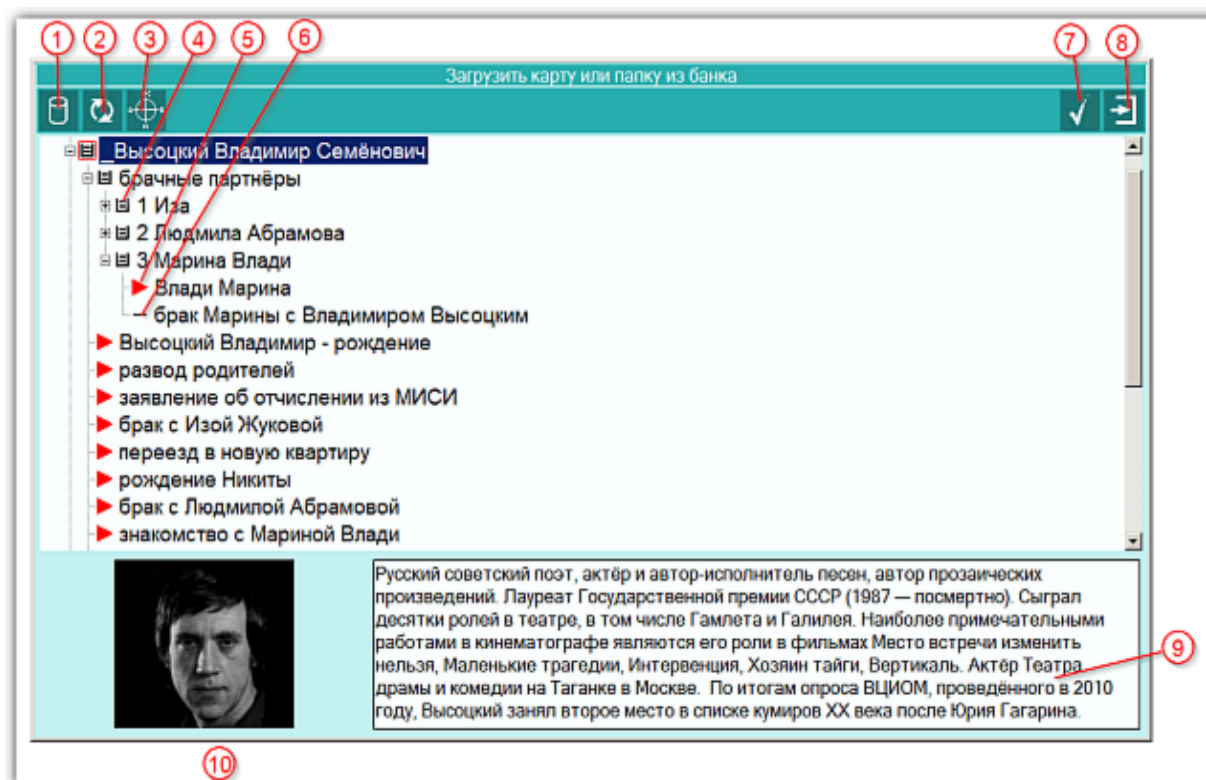 1 2 3 4 5 6 7 8
Загрузить карту или папку из банка
_Высоцкий Владимир Семёнович
брачные партнёры
1 Иза
2 Людмила Абрамова
3 Марина Влади
Влади Марина
брак Марины с Владимиром Высоцким
Высоцкий Владимир - рождение
развод родителей
заявление об отчислении из МИСИ
брак с Изой Жуковой
переезд в новую квартиру
рождение Никиты
брак с Людмилой Абрамовой
знакомство с Мариной Влади
Русский советский поэт, актёр и автор-исполнитель песен, автор прозаических
произведений. Лауреат Государственной премии СССР (1987 — посмертно). Сыграл
десятки ролей в театре, в том числе Гамлета и Галилея. Наиболее примечательными
работами в кинематографе являются его роли в фильмах Место встречи изменить
нельзя, Маленькие трагедии, Интервенция, Хозяин тайги, Вертикаль. Актёр Театра
драмы и комедии на Таганке в Москве. По итогам опроса ВЦИОМ, проведённого в 2010
году, Высоцкий занял второе место в списке кумиров XX века после Юрия Гагарина.
9
10